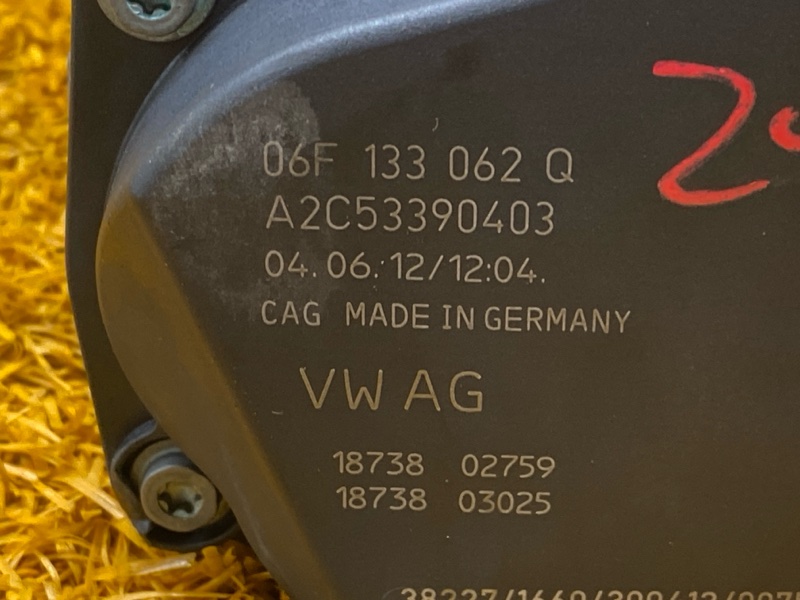 06F 133 062 Q
A2C53390403
04.06.12/12:04.
CAG MADE IN GERMANY
VW AG
18738 02759
18738 03025